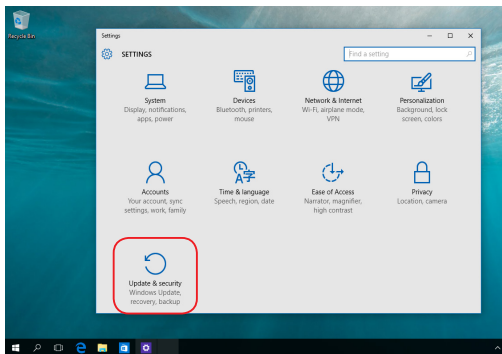 Recycle Bin
Settings
SETTINGS
Find a setting
System
Display, notifications,
apps, power
Devices
Bluetooth, printers,
mouse
Network & Internet
Wi-Fi, airplane mode,
VPN
Personalization
Background, lock
screen, colors
Accounts
Your account, sync
settings, work, family
Time & language
Speech, region, date
Ease of Access
Narrator, magnifier,
high contrast
Privacy
Location, camera
Update & security
Windows Update,
recovery, backup